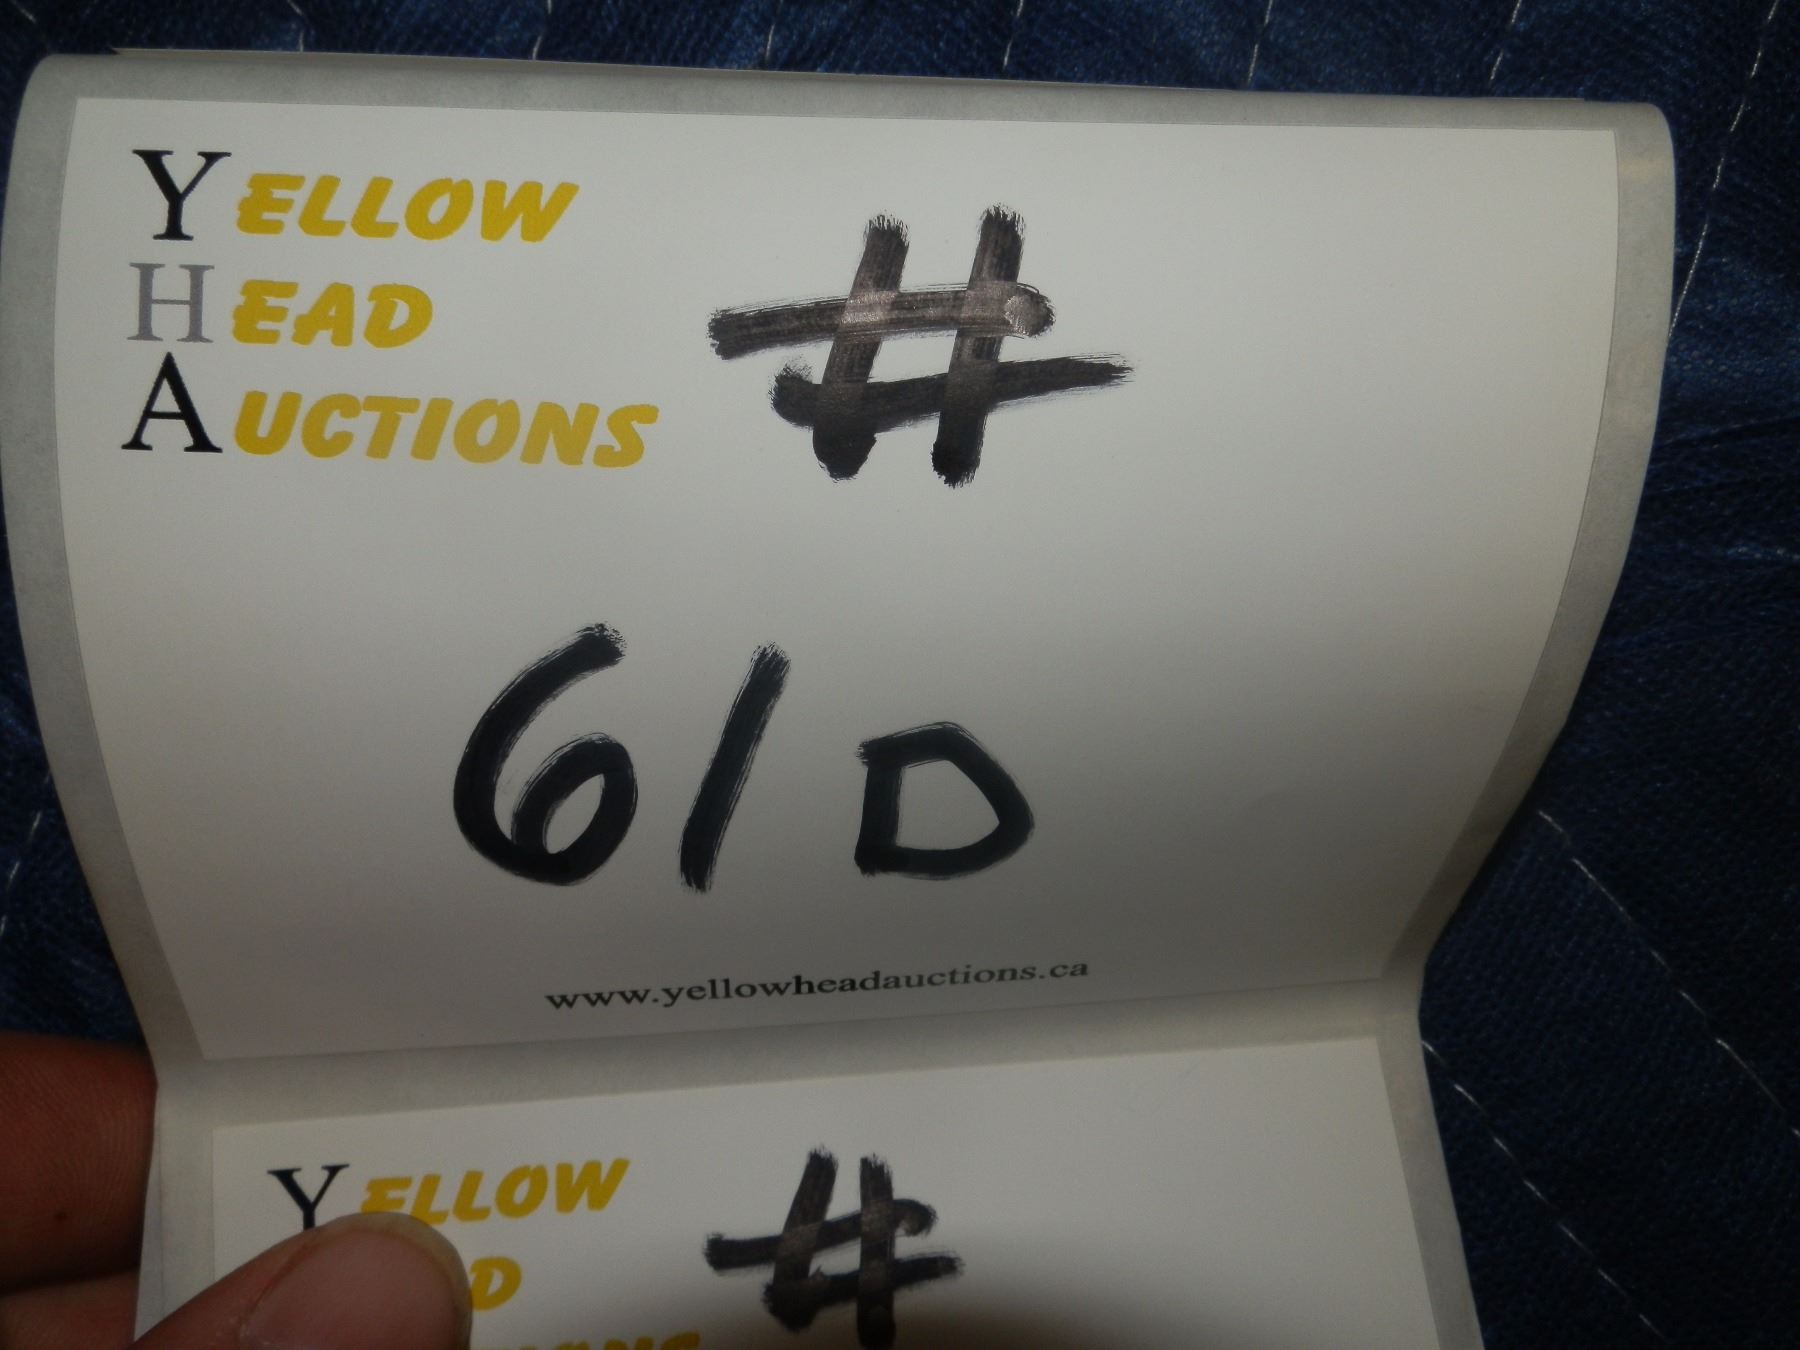 YELLOW
HEAD
AUCTIONS
#
61D
www.yellowheadauctions.ca
YELLOW
D
#